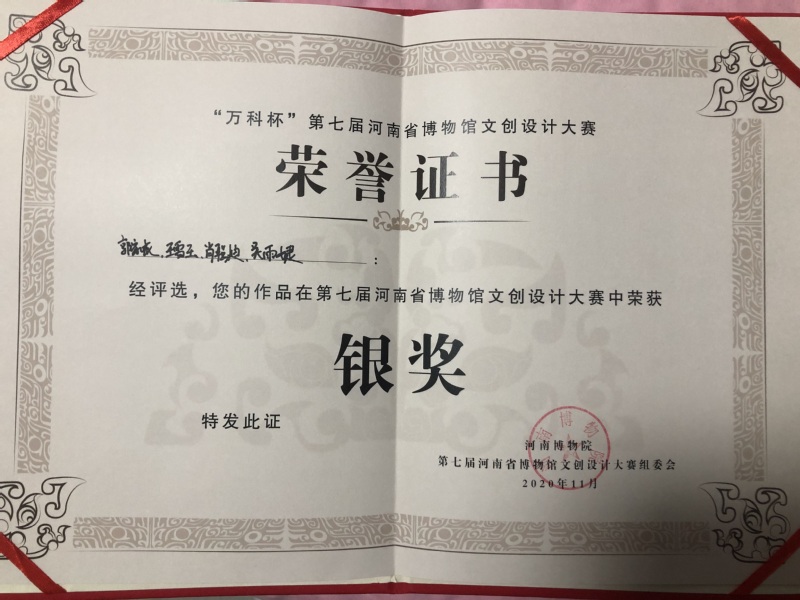 “万科杯”第七届河南省博物馆文创设计大赛
荣誉证书
:
经评选，您的作品在第七届河南省博物馆文创设计大赛中荣获
银奖
特发此证
河南博物院
第七届河南省博物馆文创设计大赛组委会
2020年11月